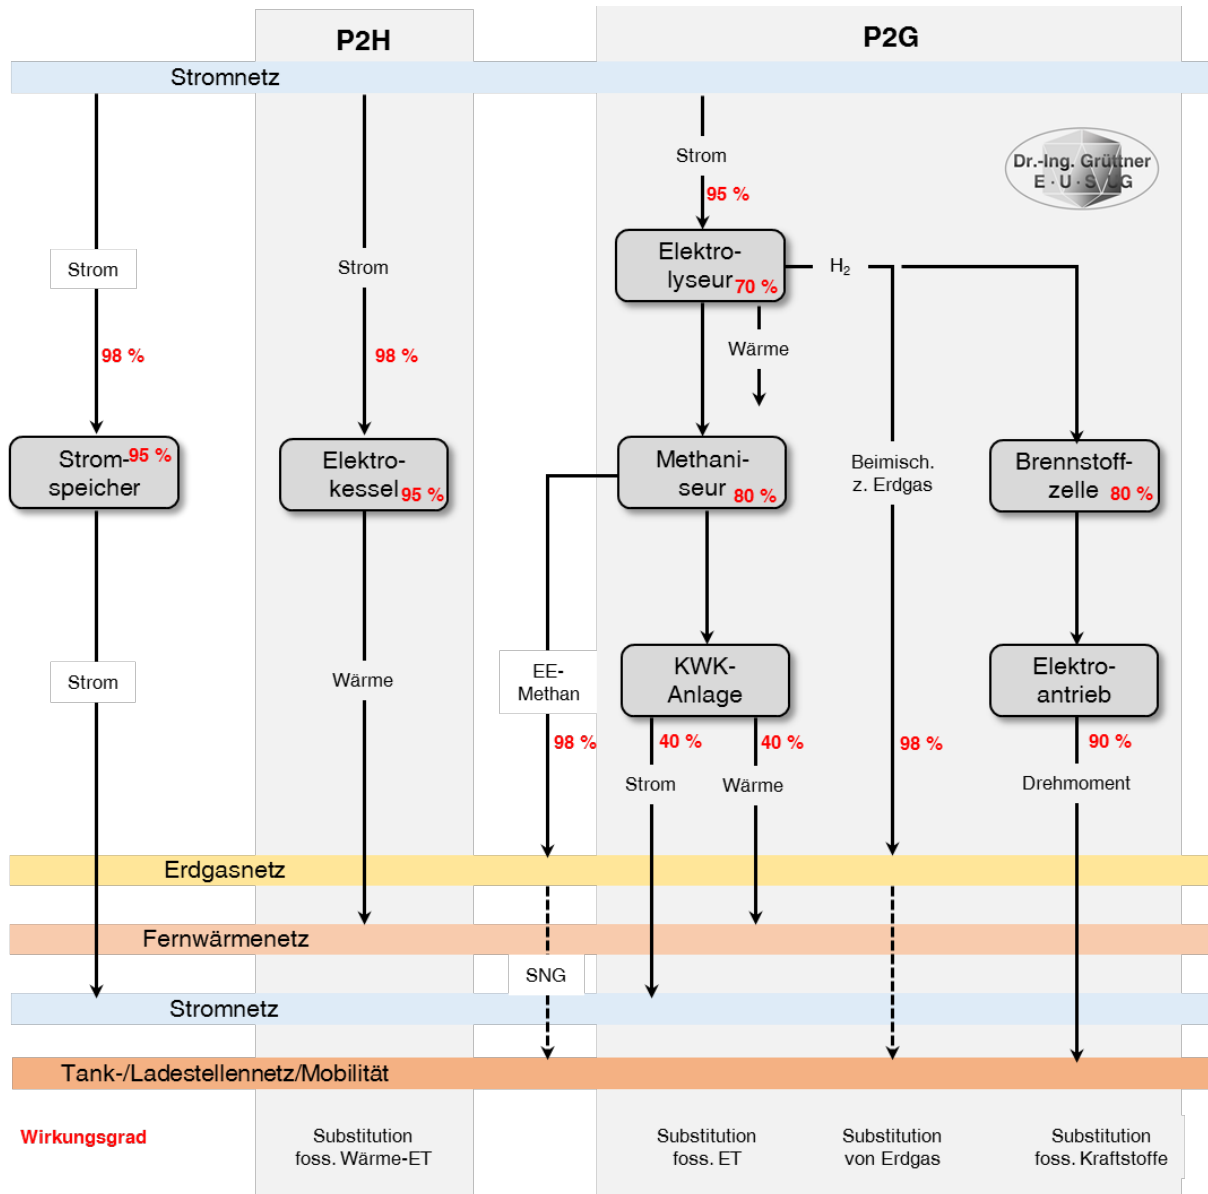 P2H
P2G
Stromnetz
Strom
95 %
Dr.-Ing. Grüttner
E · U · S UG
Elektro-
lyseur
70 %
H2
Strom
Strom
Wärme
98 %
98 %
Strom-
speicher
95 %
Elektro-
kessel
95 %
Methani-
seur
80 %
Beimisch.
z. Erdgas
Brennstoff-
zelle
80 %
Strom
Wärme
EE-
Methan
KWK-
Anlage
Elektro-
antrieb
98 %
40 %
40 %
98 %
90 %
Strom
Wärme
Drehmoment
Erdgasnetz
Fernwärmenetz
SNG
Stromnetz
Tank-/Ladestellennetz/Mobilität
Wirkungsgrad
Substitution
foss. Wärme-ET
Substitution
foss. ET
Substitution
von Erdgas
Substitution
foss. Kraftstoffe